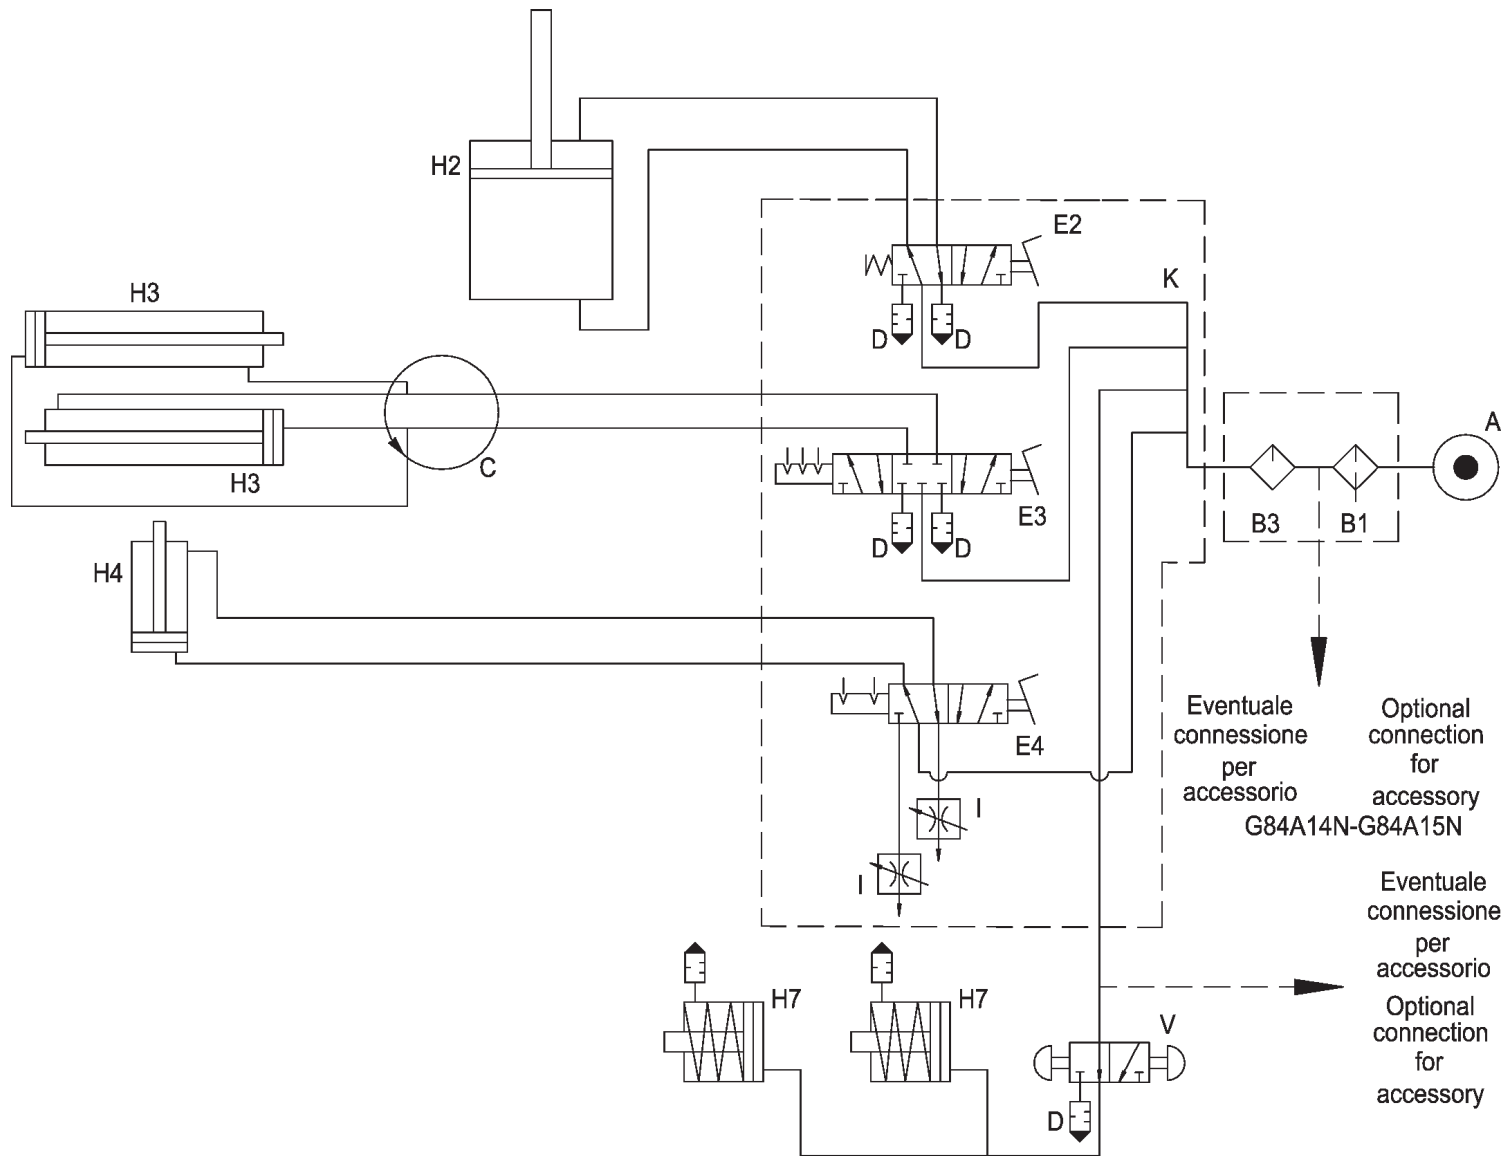 H2
E2
K
H3
A
H3
C
E3
D
D
D
D
B3
B1
H4
E4
I
I
Eventuale
connessione
per
accessorio
Optional
connection
for
accessory
G84A14N-G84A15N
Eventuale
connessione
per
accessorio
Optional
connection
for
accessory
H7
H7
V
D